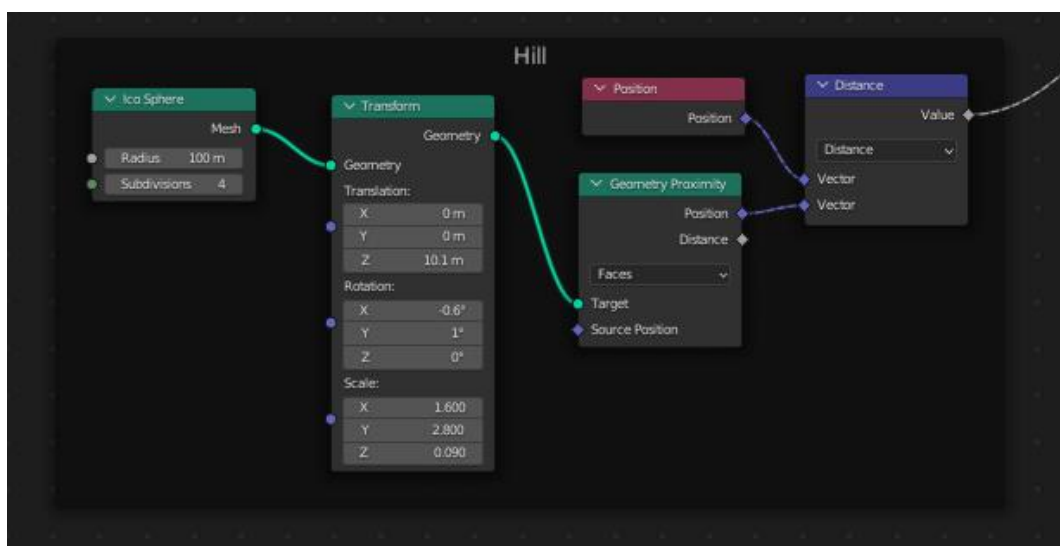 Hill
Ico Sphere
Mesh
Radius 100 m
Subdivisions 4
Transform
Geometry
Geometry
Translation:
X 0 m
Y 0 m
Z 10.1 m
Rotation:
X -0.6°
Y 1°
Z 0°
Scale:
X 1.600
Y 2.800
Z 0.090
Position
Position
Geometry Proximity
Position
Distance
Faces
Target
Source Position
Distance
Value
Distance
Vector
Vector